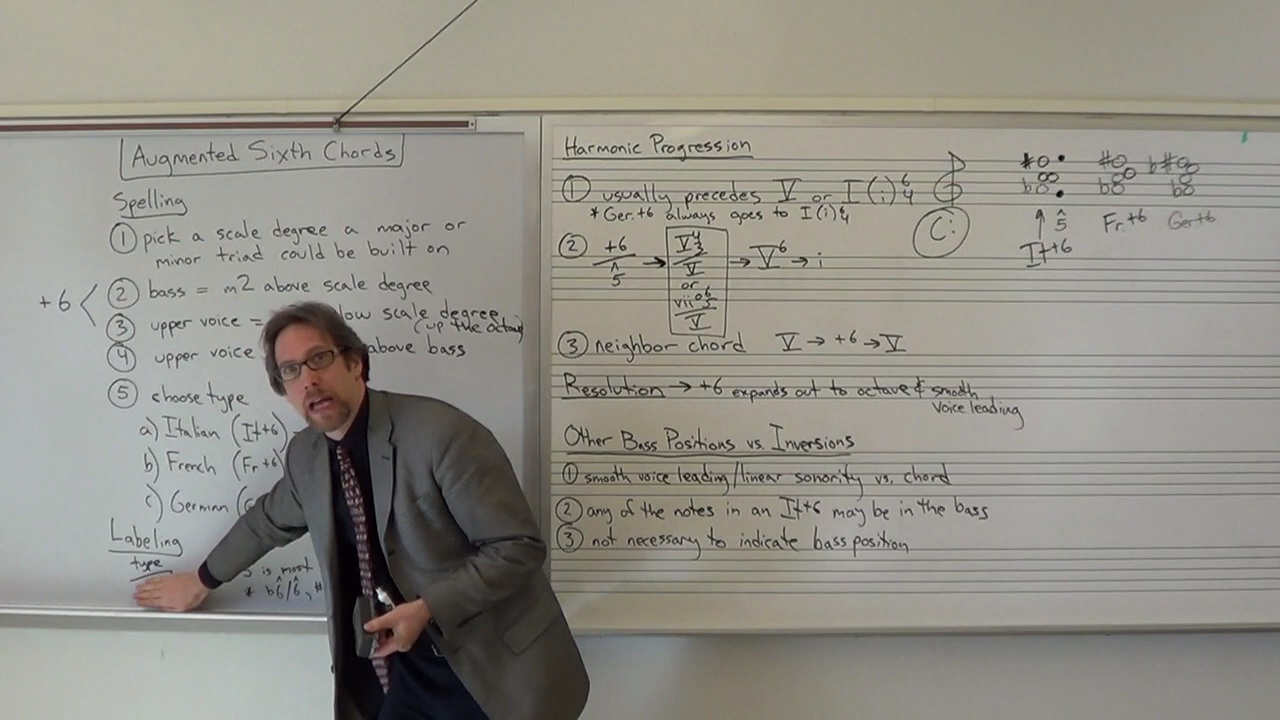 Augmented Sixth Chords
Spelling
① pick a scale degree a major or
minor triad could be built on
+6 < ② bass = m2 above scale degree
③ upper voice = low scale degree
(up the octave)
④ upper voice above bass
⑤ choose type
a) Italian (It+6)
b) French (Fr+6)
c) German (G
Labeling
type
5 is most
* b6̂/6̂, #
Harmonic Progression
① usually precedes V or I(i)6/4
* Ger.+6 always goes to I(i)6/4
② +6/5̂ → V4/3/V or vii°6/5/V → V6 → i
③ neighbor chord V → +6 → V
Resolution → +6 expands out to octave & smooth
voice leading
Other Bass Positions vs. Inversions
① smooth voice leading/linear sonority vs. chord
② any of the notes in an It+6 may be in the bass
③ not necessary to indicate bass position
C:
5̂
It+6
Fr.+6
Ger+6